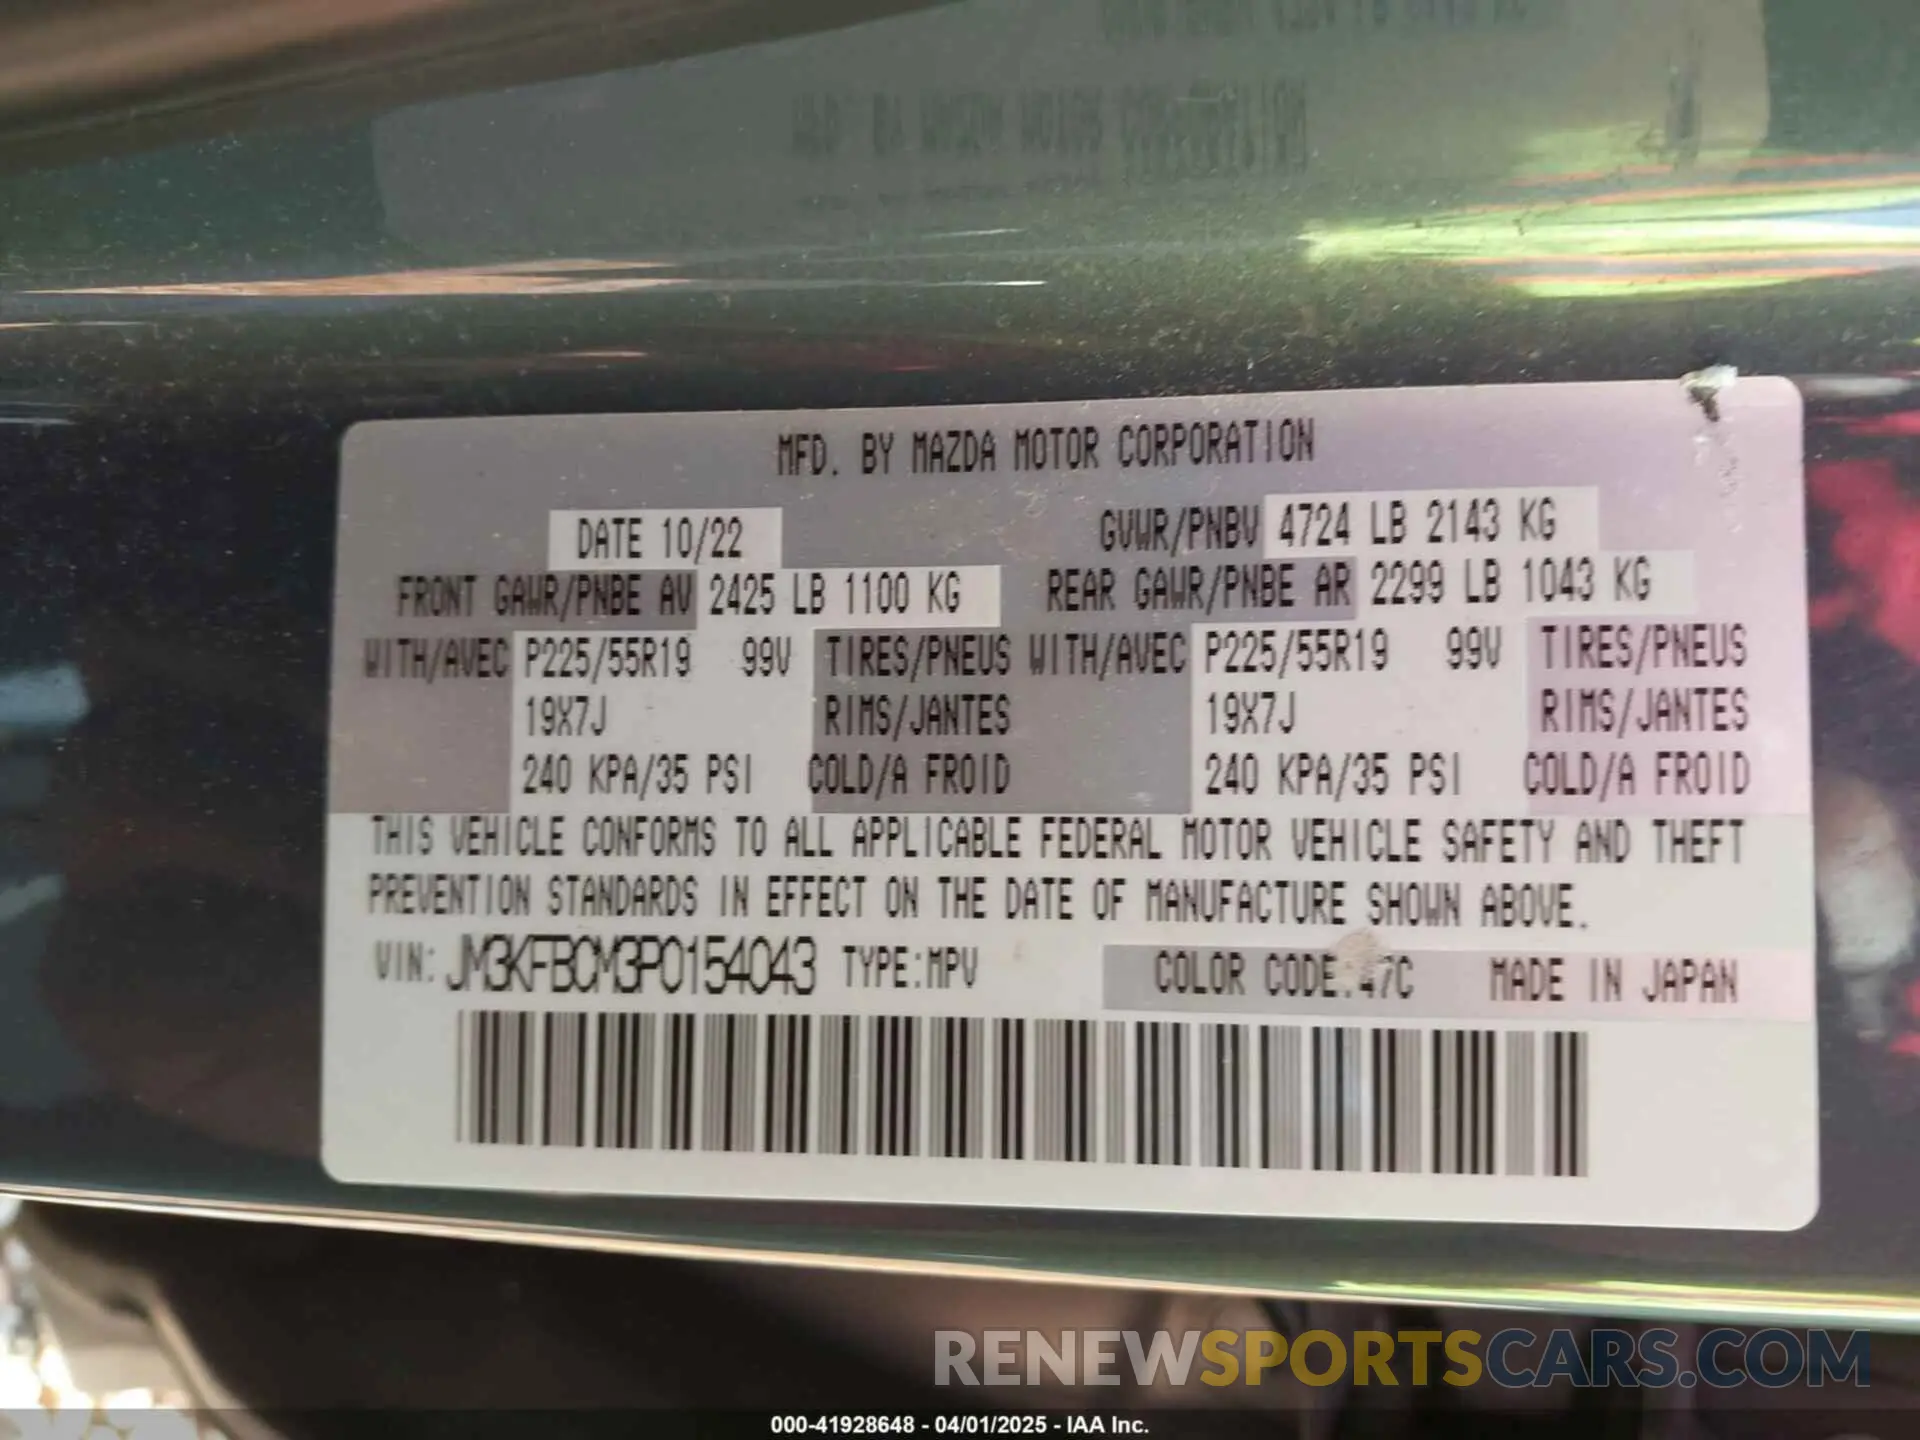 MFD. BY MAZDA MOTOR CORPORATION
DATE 10/22 GVWR/PNBV 4724 LB 2143 KG
FRONT GAWR/PNBE AV 2425 LB 1100 KG REAR GAWR/PNBE AR 2299 LB 1043 KG
WITH/AVEC P225/55R19 99V TIRES/PNEUS WITH/AVEC P225/55R19 99V TIRES/PNEUS
19X7J RIMS/JANTES 19X7J RIMS/JANTES
240 KPA/35 PSI COLD/A FROID 240 KPA/35 PSI COLD/A FROID
THIS VEHICLE CONFORMS TO ALL APPLICABLE FEDERAL MOTOR VEHICLE SAFETY AND THEFT
PREVENTION STANDARDS IN EFFECT ON THE DATE OF MANUFACTURE SHOWN ABOVE.
VIN: JM3KFBCM3P0154043 TYPE:MPV COLOR CODE:47C MADE IN JAPAN
RENEWSPORTSCARS.COM
000-41928648 - 04/01/2025 - IAA Inc.